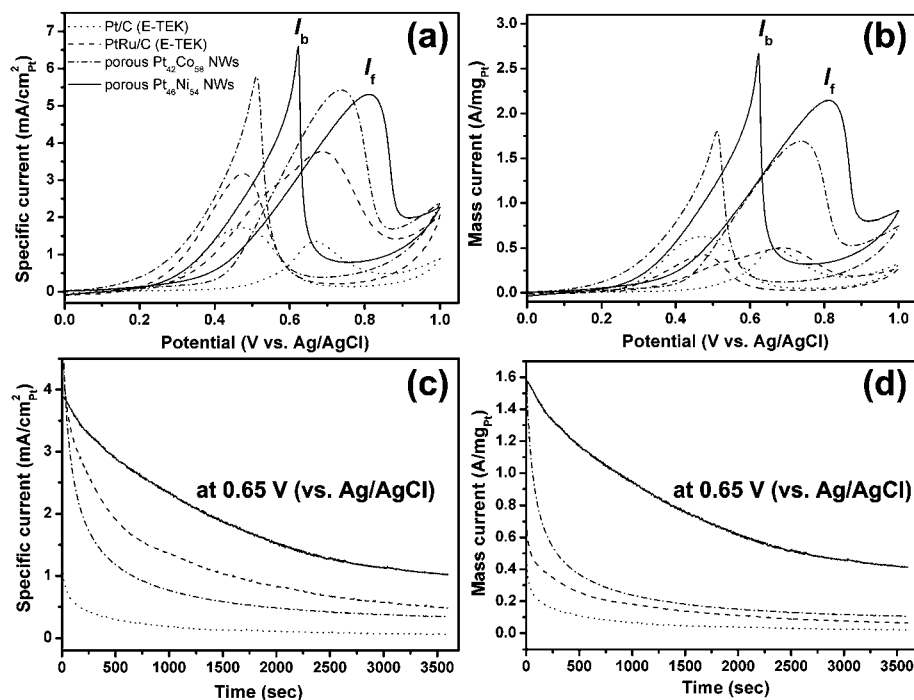 (a)
Pt/C (E-TEK)
PtRu/C (E-TEK)
porous Pt42Co58 NWs
porous Pt46Ni54 NWs
Ib
If
Specific current (mA/cm2Pt)
7
6
5
4
3
2
1
0
0.0 0.2 0.4 0.6 0.8 1.0
Potential (V vs. Ag/AgCl)
(b)
Ib
If
Mass current (A/mgPt)
3.0
2.5
2.0
1.5
1.0
0.5
0.0
0.0 0.2 0.4 0.6 0.8 1.0
Potential (V vs. Ag/AgCl)
(c)
at 0.65 V (vs. Ag/AgCl)
Specific current (mA/cm2Pt)
4
3
2
1
0
0 500 1000 1500 2000 2500 3000 3500
Time (sec)
(d)
at 0.65 V (vs. Ag/AgCl)
Mass current (A/mgPt)
1.6
1.4
1.2
1.0
0.8
0.6
0.4
0.2
0.0
0 500 1000 1500 2000 2500 3000 3500
Time (sec)